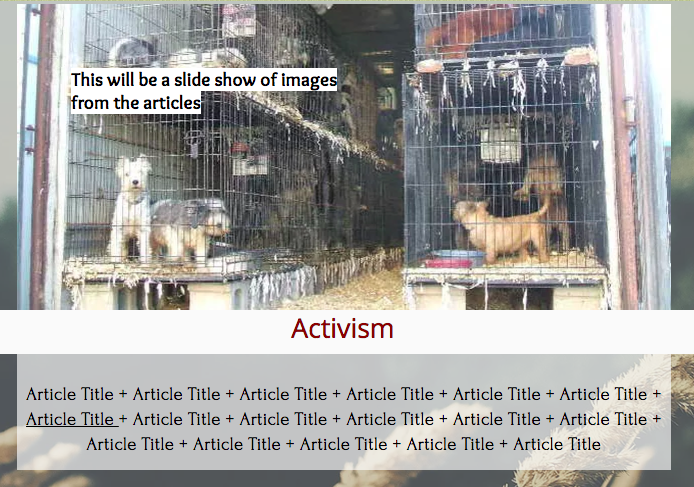 This will be a slide show of images
from the articles
Activism
Article Title + Article Title + Article Title + Article Title + Article Title + Article Title +
Article Title + Article Title + Article Title + Article Title + Article Title + Article Title +
Article Title + Article Title + Article Title + Article Title + Article Title